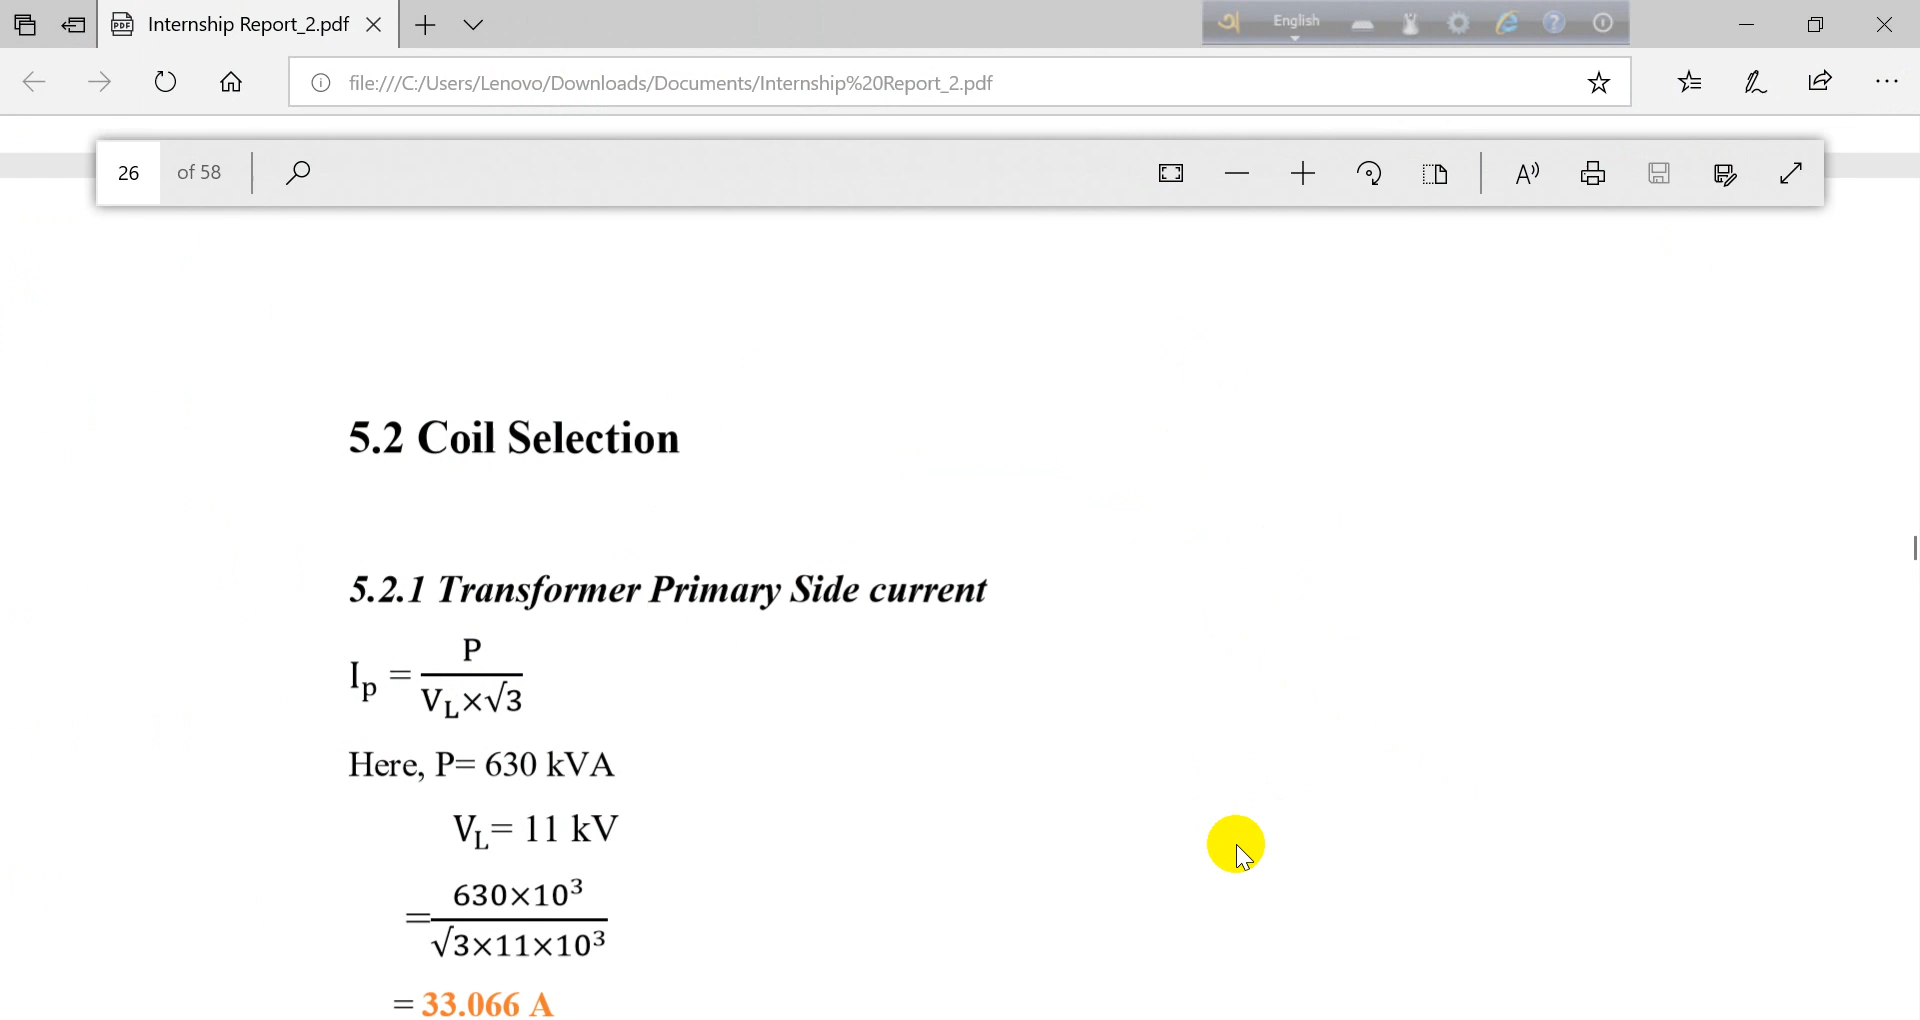 Internship Report_2.pdf
English
file:///C:/Users/Lenovo/Downloads/Documents/Internship%20Report_2.pdf
26 of 58
5.2 Coil Selection
5.2.1 Transformer Primary Side current
Iₚ = P / V_L×√3
Here, P= 630 kVA
V_L= 11 kV
= 630×10³ / √3×11×10³
= 33.066 A